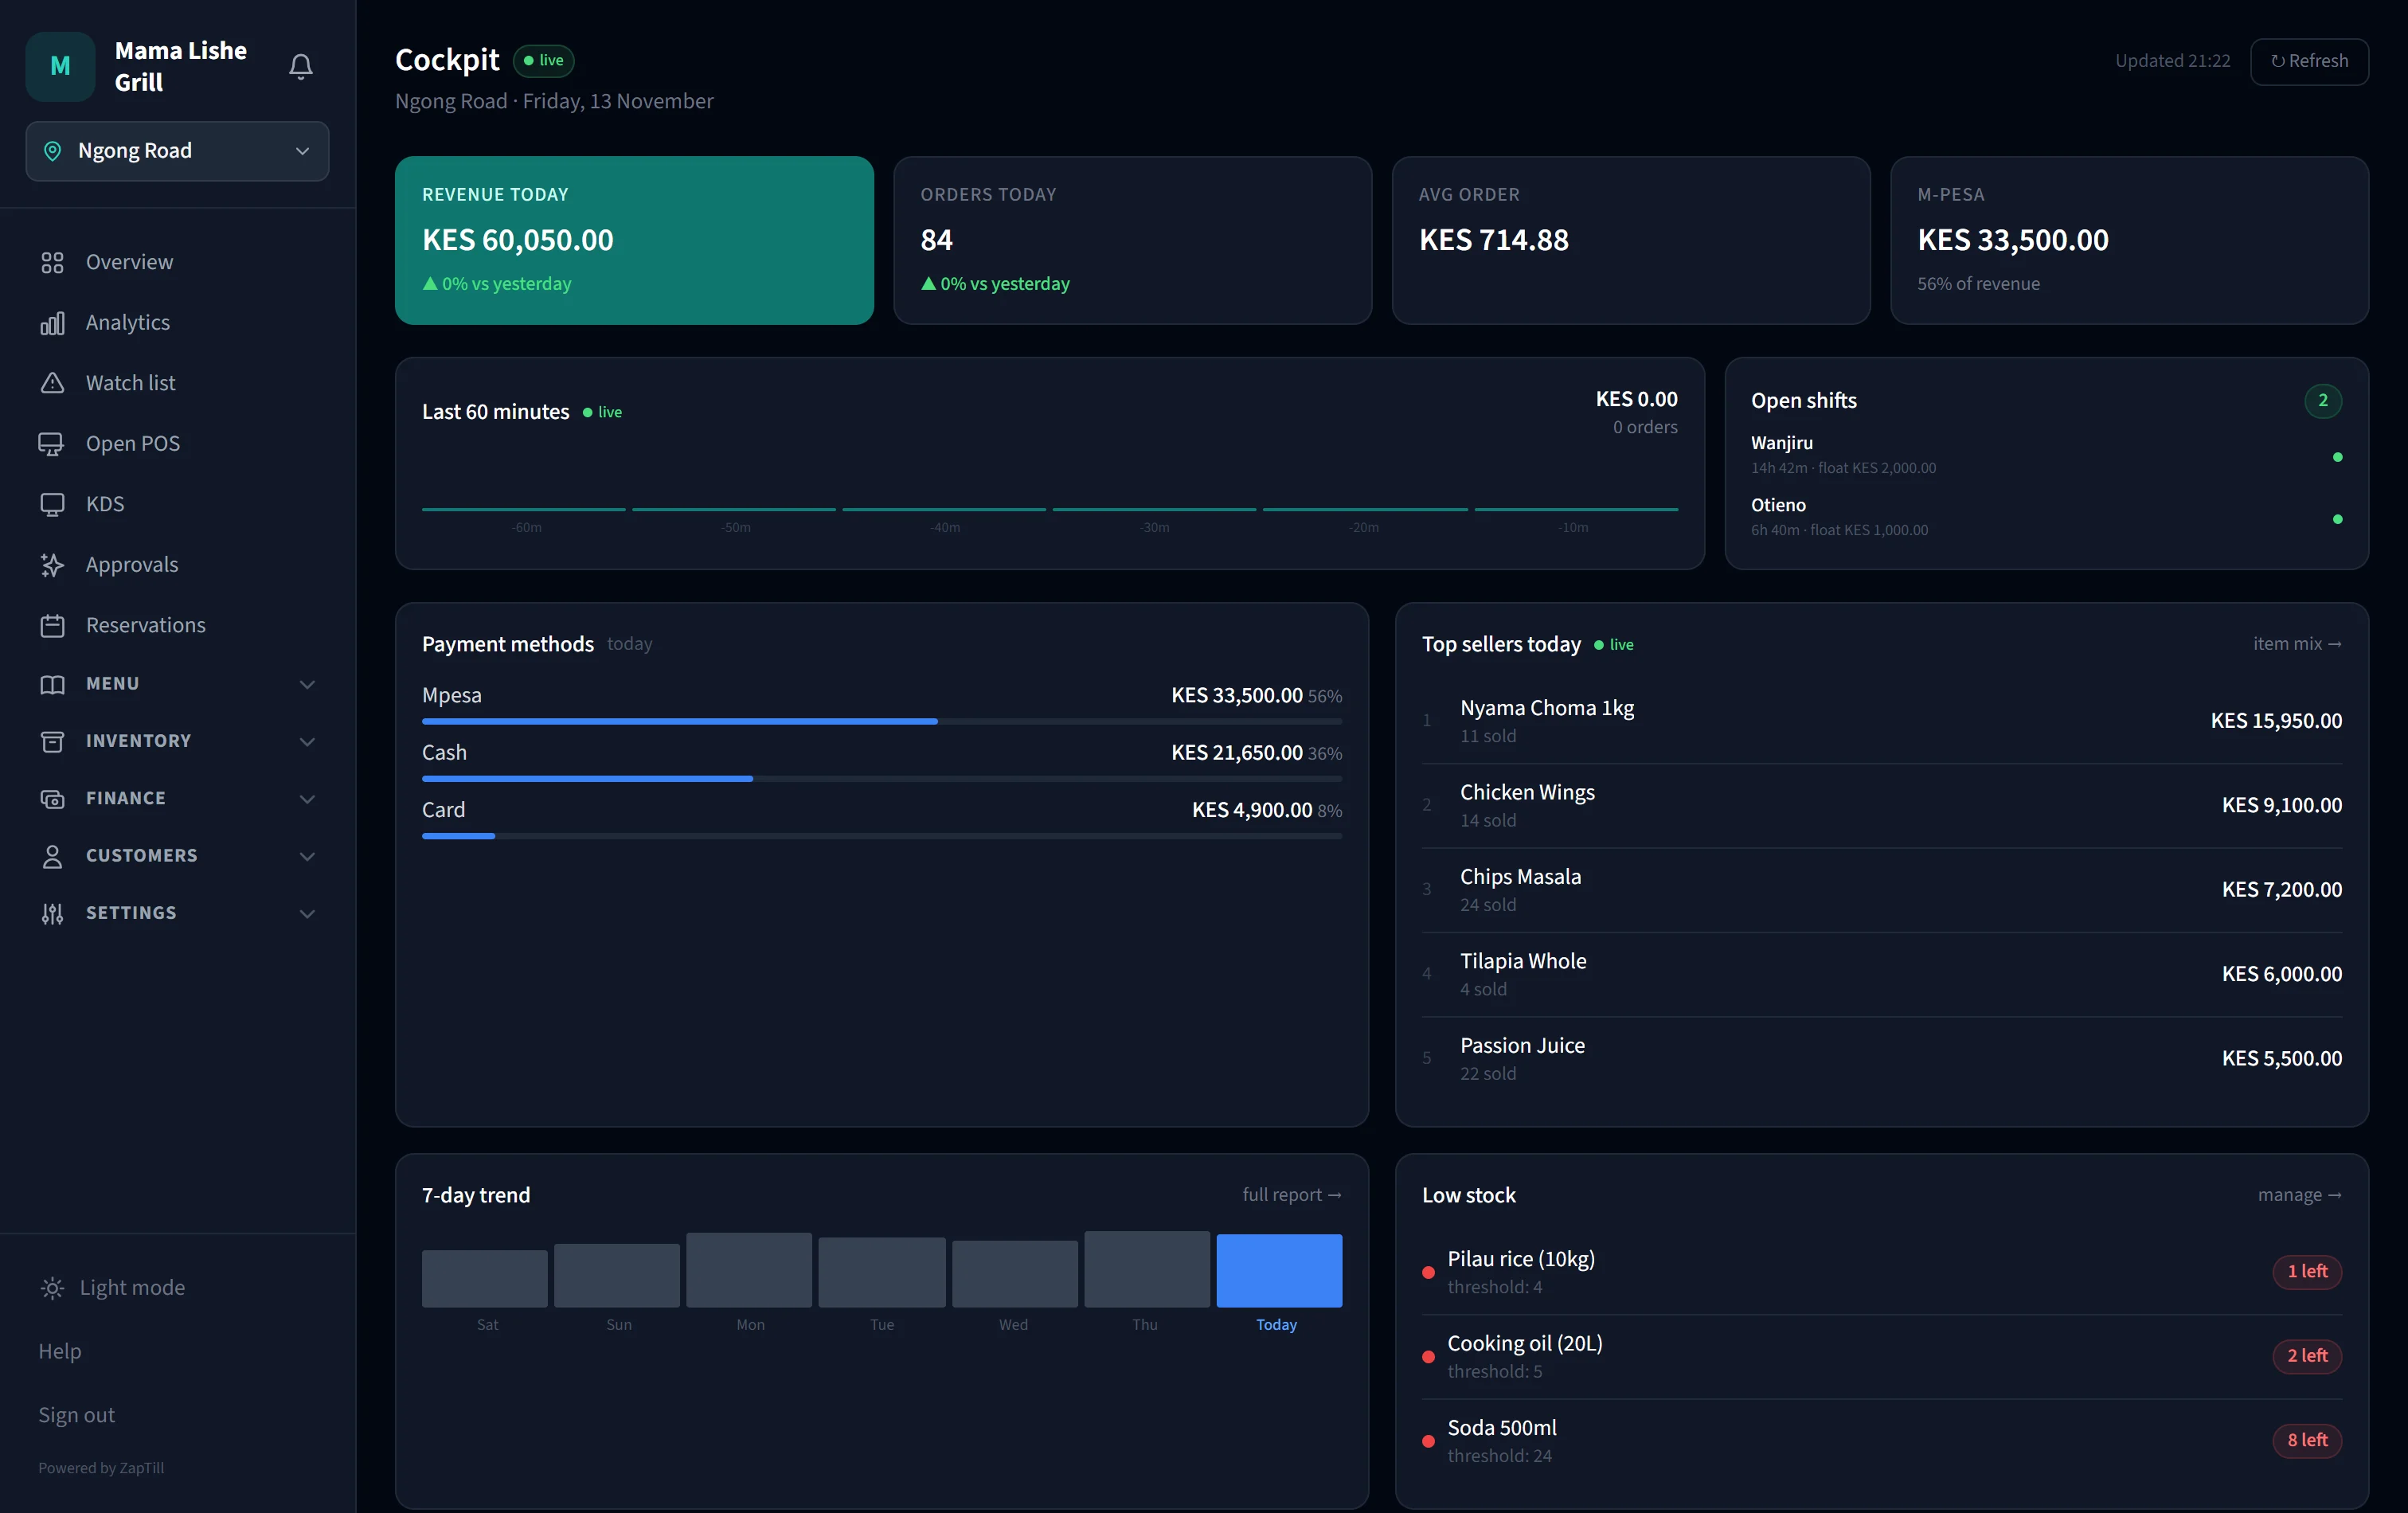 M
Mama Lishe
Grill
Ngong Road
Overview
Analytics
Watch list
Open POS
KDS
Approvals
Reservations
MENU
INVENTORY
FINANCE
CUSTOMERS
SETTINGS
Light mode
Help
Sign out
Powered by ZapTill
Cockpit
live
Ngong Road · Friday, 13 November
Updated 21:22
↻ Refresh
REVENUE TODAY
KES 60,050.00
▲ 0% vs yesterday
ORDERS TODAY
84
▲ 0% vs yesterday
AVG ORDER
KES 714.88
M-PESA
KES 33,500.00
56% of revenue
Last 60 minutes
live
KES 0.00
0 orders
-60m
-50m
-40m
-30m
-20m
-10m
Open shifts
2
Wanjiru
14h 42m · float KES 2,000.00
Otieno
6h 40m · float KES 1,000.00
Payment methods today
Mpesa
KES 33,500.00 56%
Cash
KES 21,650.00 36%
Card
KES 4,900.00 8%
Top sellers today
live
item mix →
1
Nyama Choma 1kg
11 sold
KES 15,950.00
2
Chicken Wings
14 sold
KES 9,100.00
3
Chips Masala
24 sold
KES 7,200.00
4
Tilapia Whole
4 sold
KES 6,000.00
5
Passion Juice
22 sold
KES 5,500.00
7-day trend
full report →
Sat
Sun
Mon
Tue
Wed
Thu
Today
Low stock
manage →
Pilau rice (10kg)
threshold: 4
1 left
Cooking oil (20L)
threshold: 5
2 left
Soda 500ml
threshold: 24
8 left